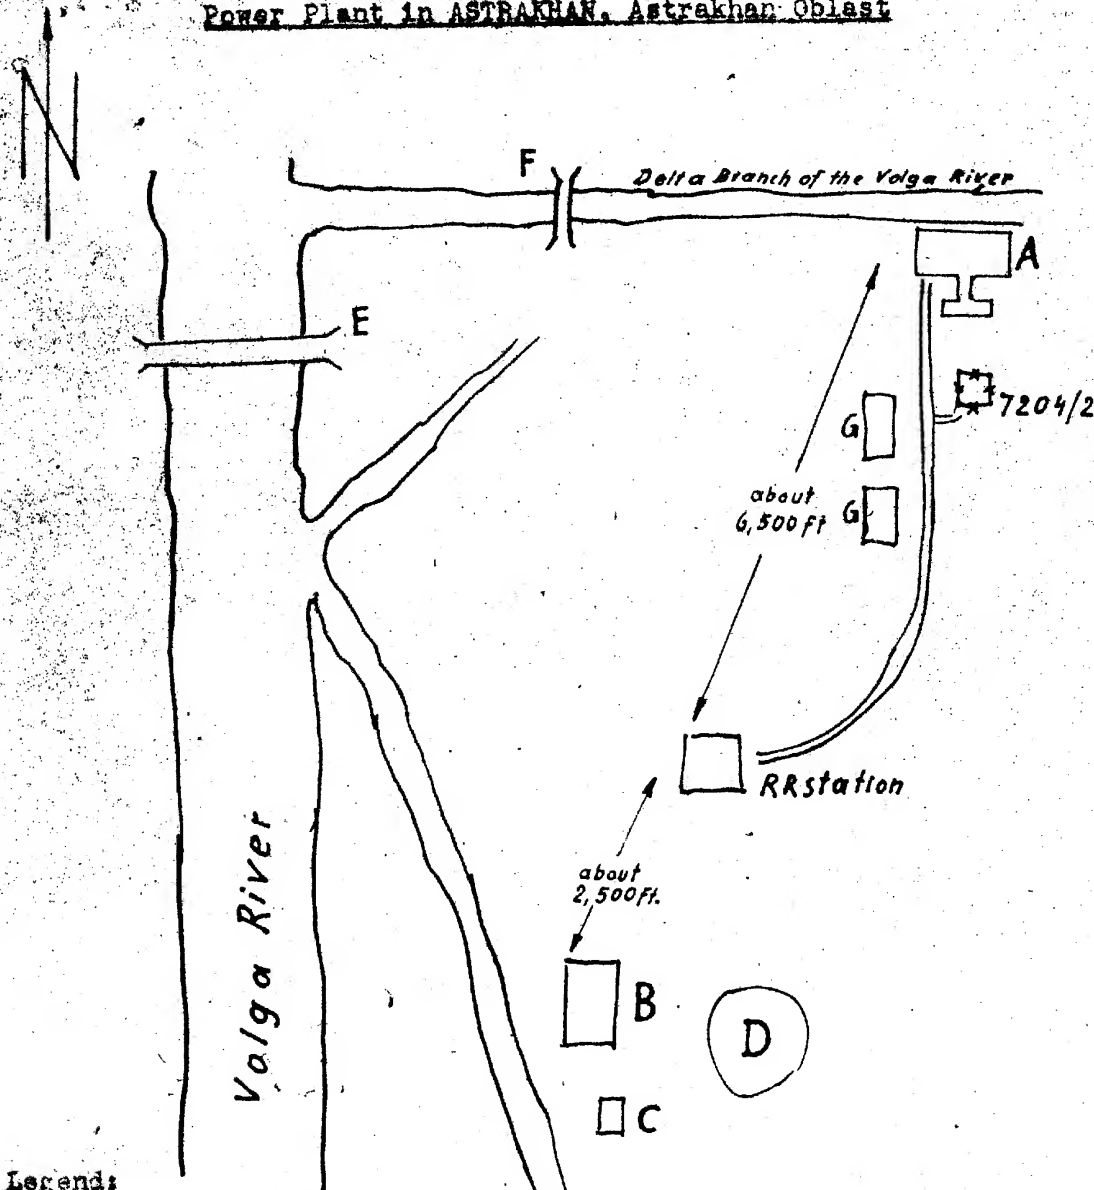 Power Plant in ASTRAKHAN, Astrakhan Oblast
N
F
Delta Branch of the Volga River
A
E
7204/2
G
about
6,500 ft
G
RR station
about
2,500 Ft.
Volga River
B
D
C
Legend: